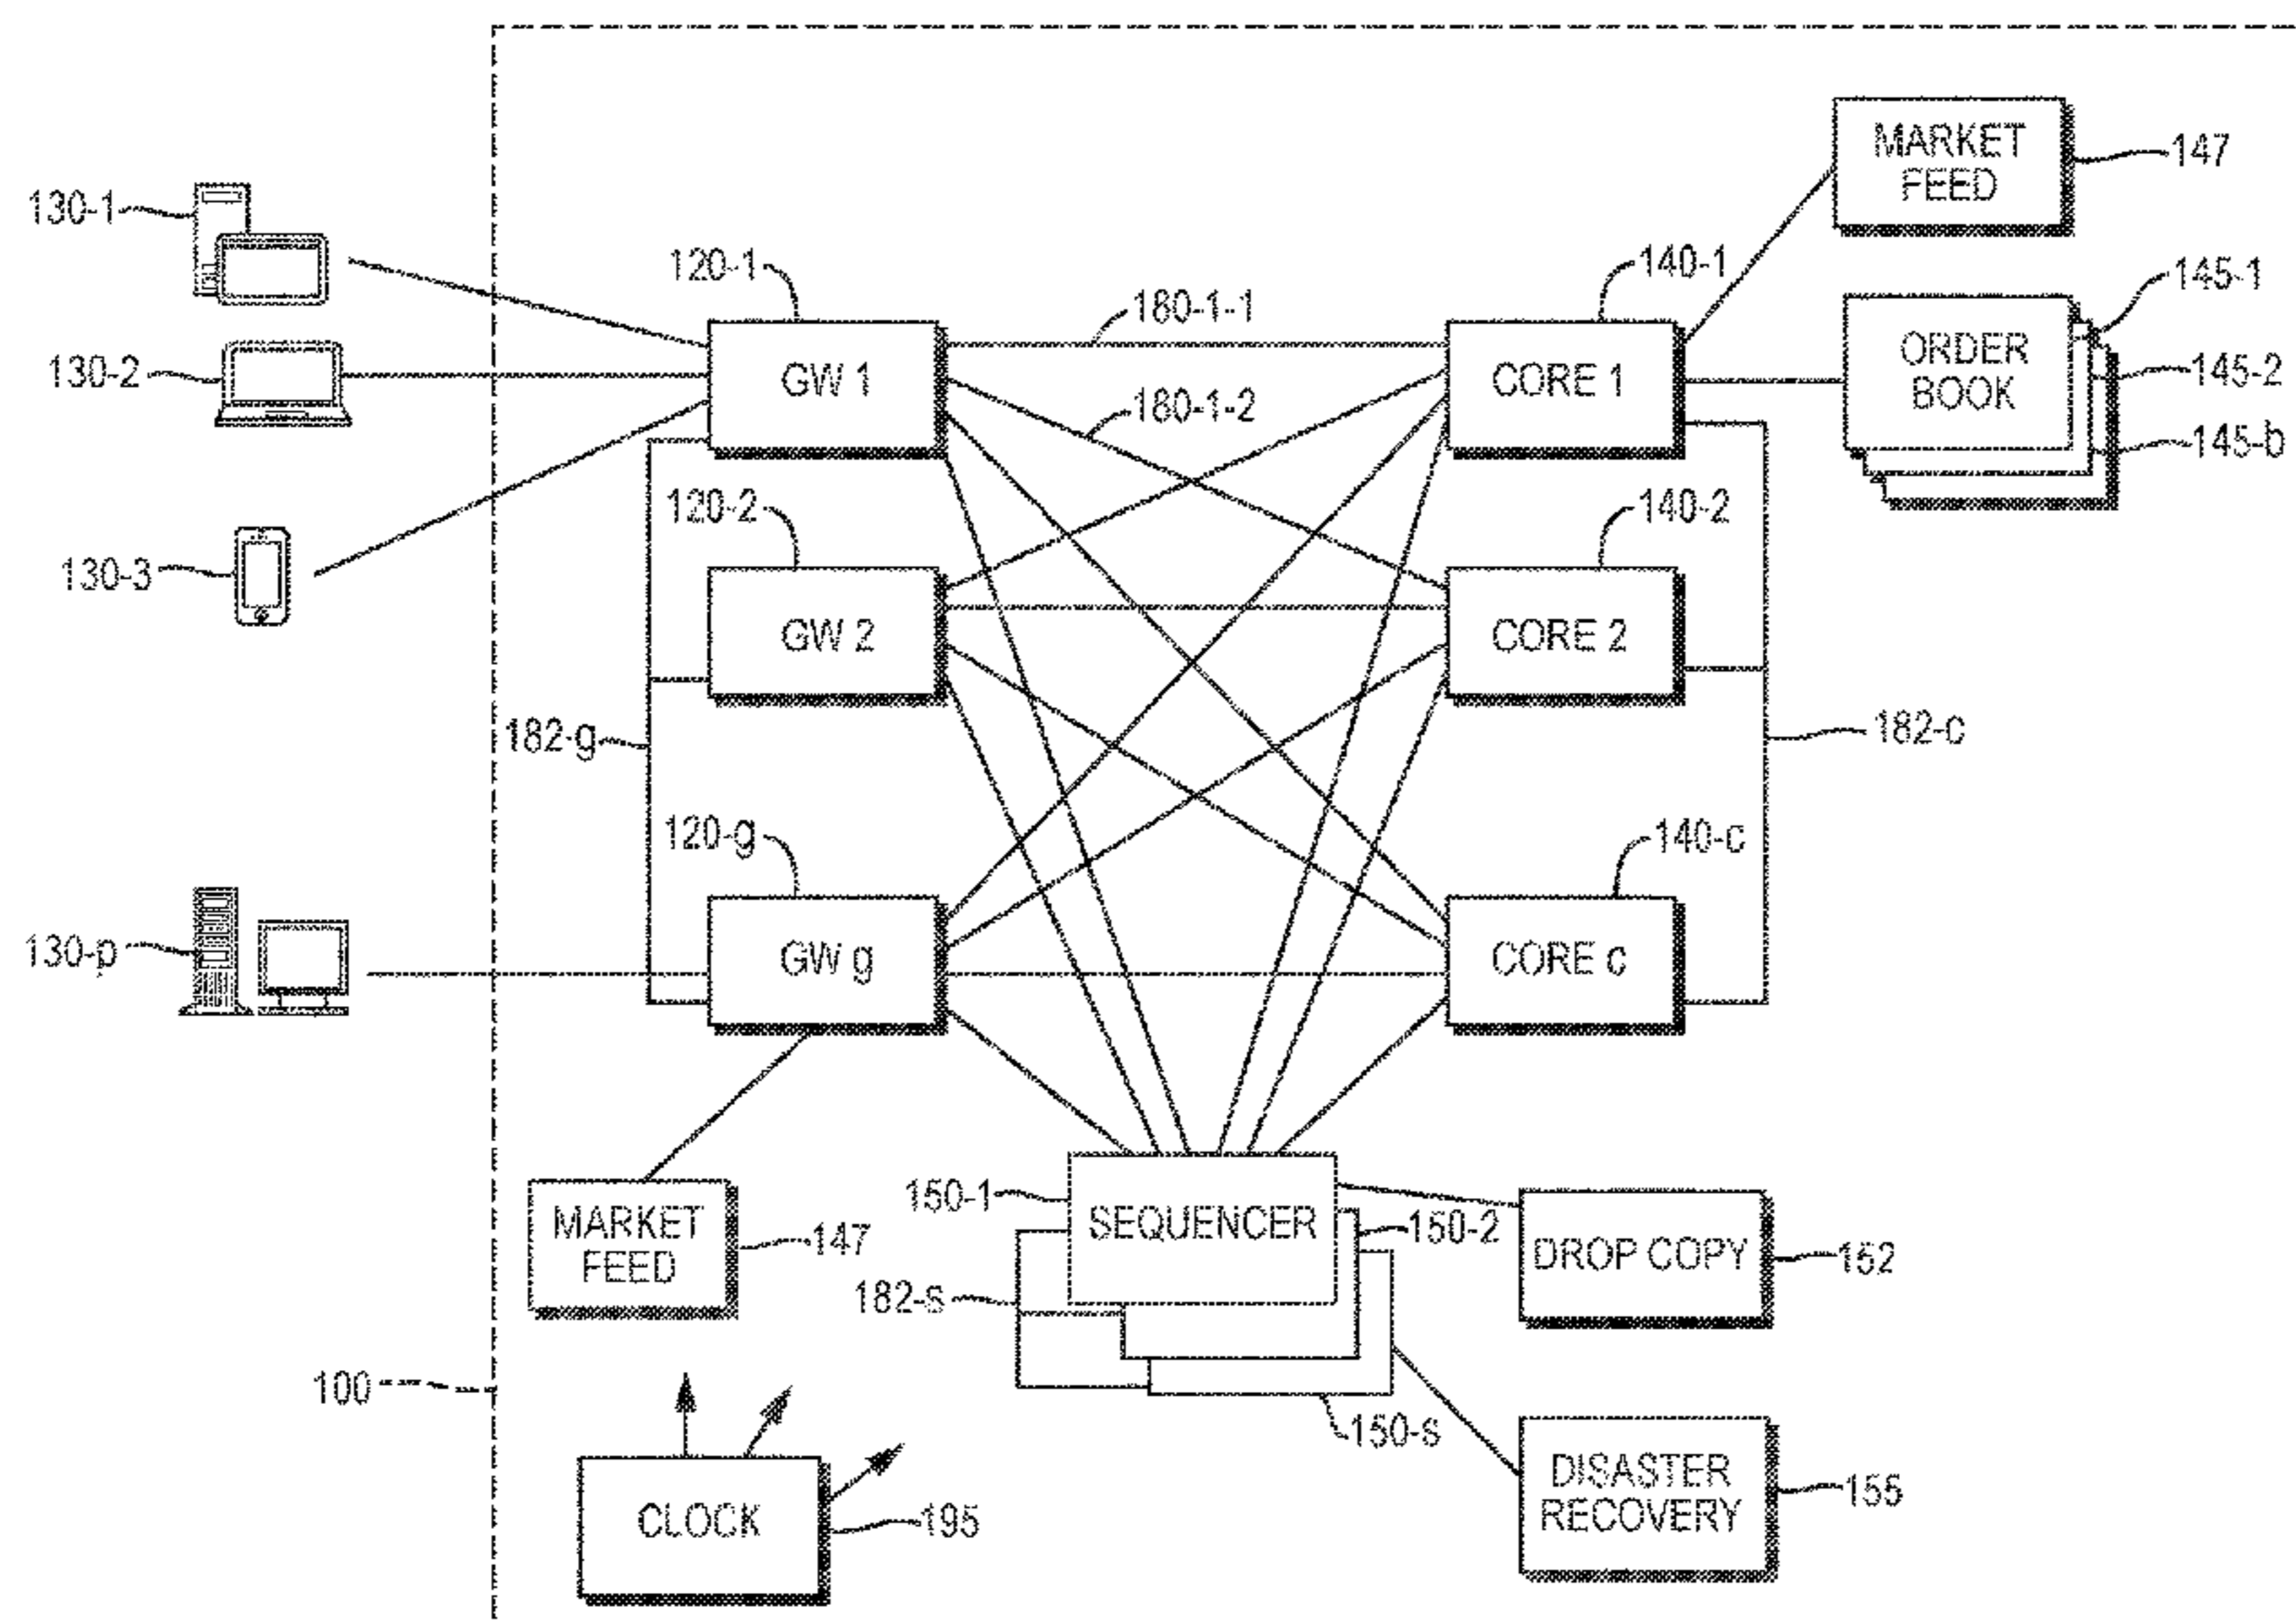 MARKET
FEED
147
130-1
120-1
140-1
145-1
180-1-1
ORDER
BOOK
130-2
GW 1
CORE 1
145-2
180-1-2
145-b
120-2
140-2
130-3
GW 2
CORE 2
182-g
182-c
120-g
140-c
130-p
GW g
CORE c
150-1
SEQUENCER
150-2
MARKET
FEED
147
DROP COPY
152
182-s
100
150-s
DISASTER
RECOVERY
155
CLOCK
195